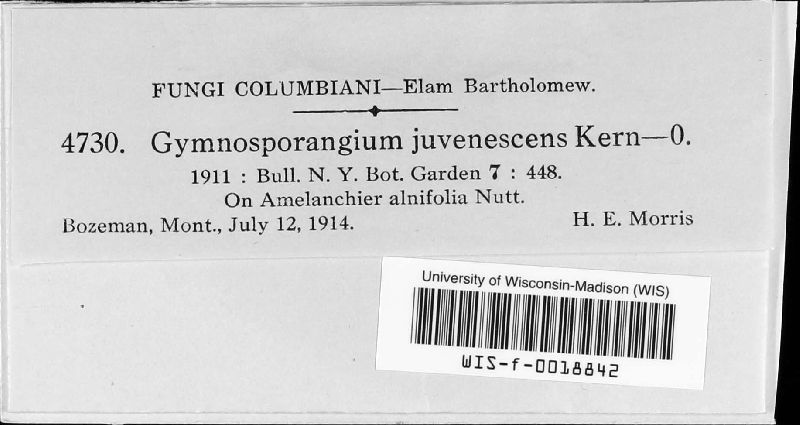 FUNGI COLUMBIANI—Elam Bartholomew.
4730. Gymnosporangium juvenescens Kern—O.
1911 : Bull. N. Y. Bot. Garden 7 : 448.
On Amelanchier alnifolia Nutt.
Bozeman, Mont., July 12, 1914. H. E. Morris
University of Wisconsin-Madison (WIS)
WIS-f-0018842